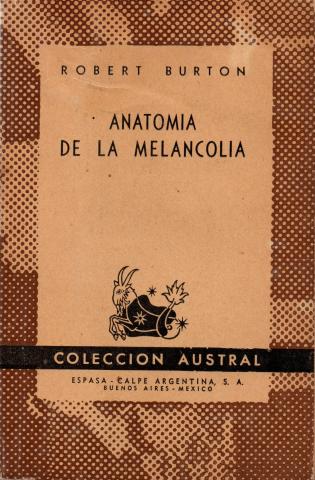 ROBERT BURTON
ANATOMIA
DE LA MELANCOLIA
COLECCION AUSTRAL
ESPASA - CALPE ARGENTINA, S. A.
BUENOS AIRES - MEXICO